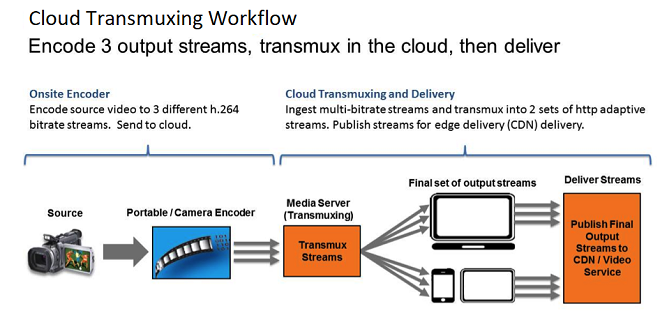 Cloud Transmuxing Workflow
Encode 3 output streams, transmux in the cloud, then deliver
Onsite Encoder
Encode source video to 3 different h.264
bitrate streams.  Send to cloud.
Cloud Transmuxing and Delivery
Ingest multi-bitrate streams and transmux into 2 sets of http adaptive
streams. Publish streams for edge delivery (CDN) delivery.
Source
Portable / Camera Encoder
Media Server
(Transmuxing)
Transmux
Streams
Final set of output streams
Deliver Streams
Publish Final
Output
Streams to
CDN / Video
Service